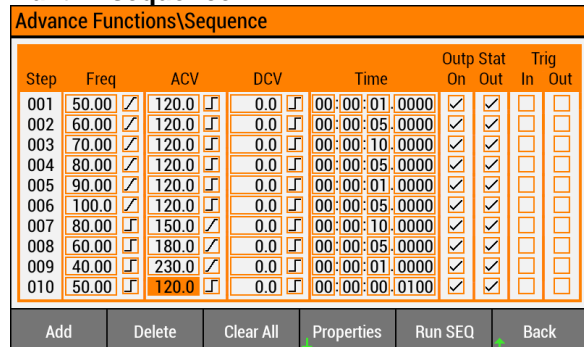 Advance Functions\Sequence
Outp Stat Trig
Step Freq ACV DCV Time On Out In Out
001 50.00 120.0 0.0 00:00:01.0000
002 60.00 120.0 0.0 00:00:05.0000
003 70.00 120.0 0.0 00:00:10.0000
004 80.00 120.0 0.0 00:00:05.0000
005 90.00 120.0 0.0 00:00:01.0000
006 100.0 120.0 0.0 00:00:05.0000
007 80.00 150.0 0.0 00:00:10.0000
008 60.00 180.0 0.0 00:00:05.0000
009 40.00 230.0 0.0 00:00:01.0000
010 50.00 120.0 0.0 00:00:00.0100
Add Delete Clear All Properties Run SEQ Back